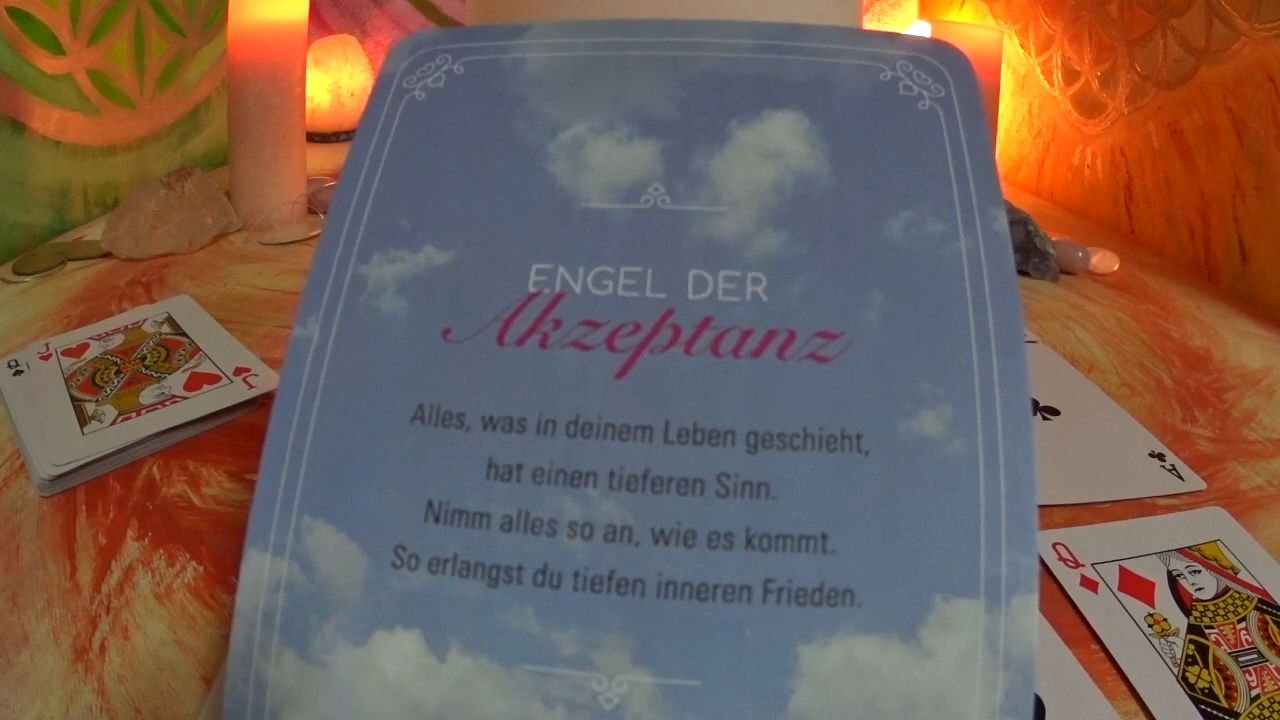 ENGEL DER
Akzeptanz
Alles, was in deinem Leben geschieht,
hat einen tieferen Sinn.
Nimm alles so an, wie es kommt.
So erlangst du tiefen inneren Frieden.
J
J
Q
A
Q